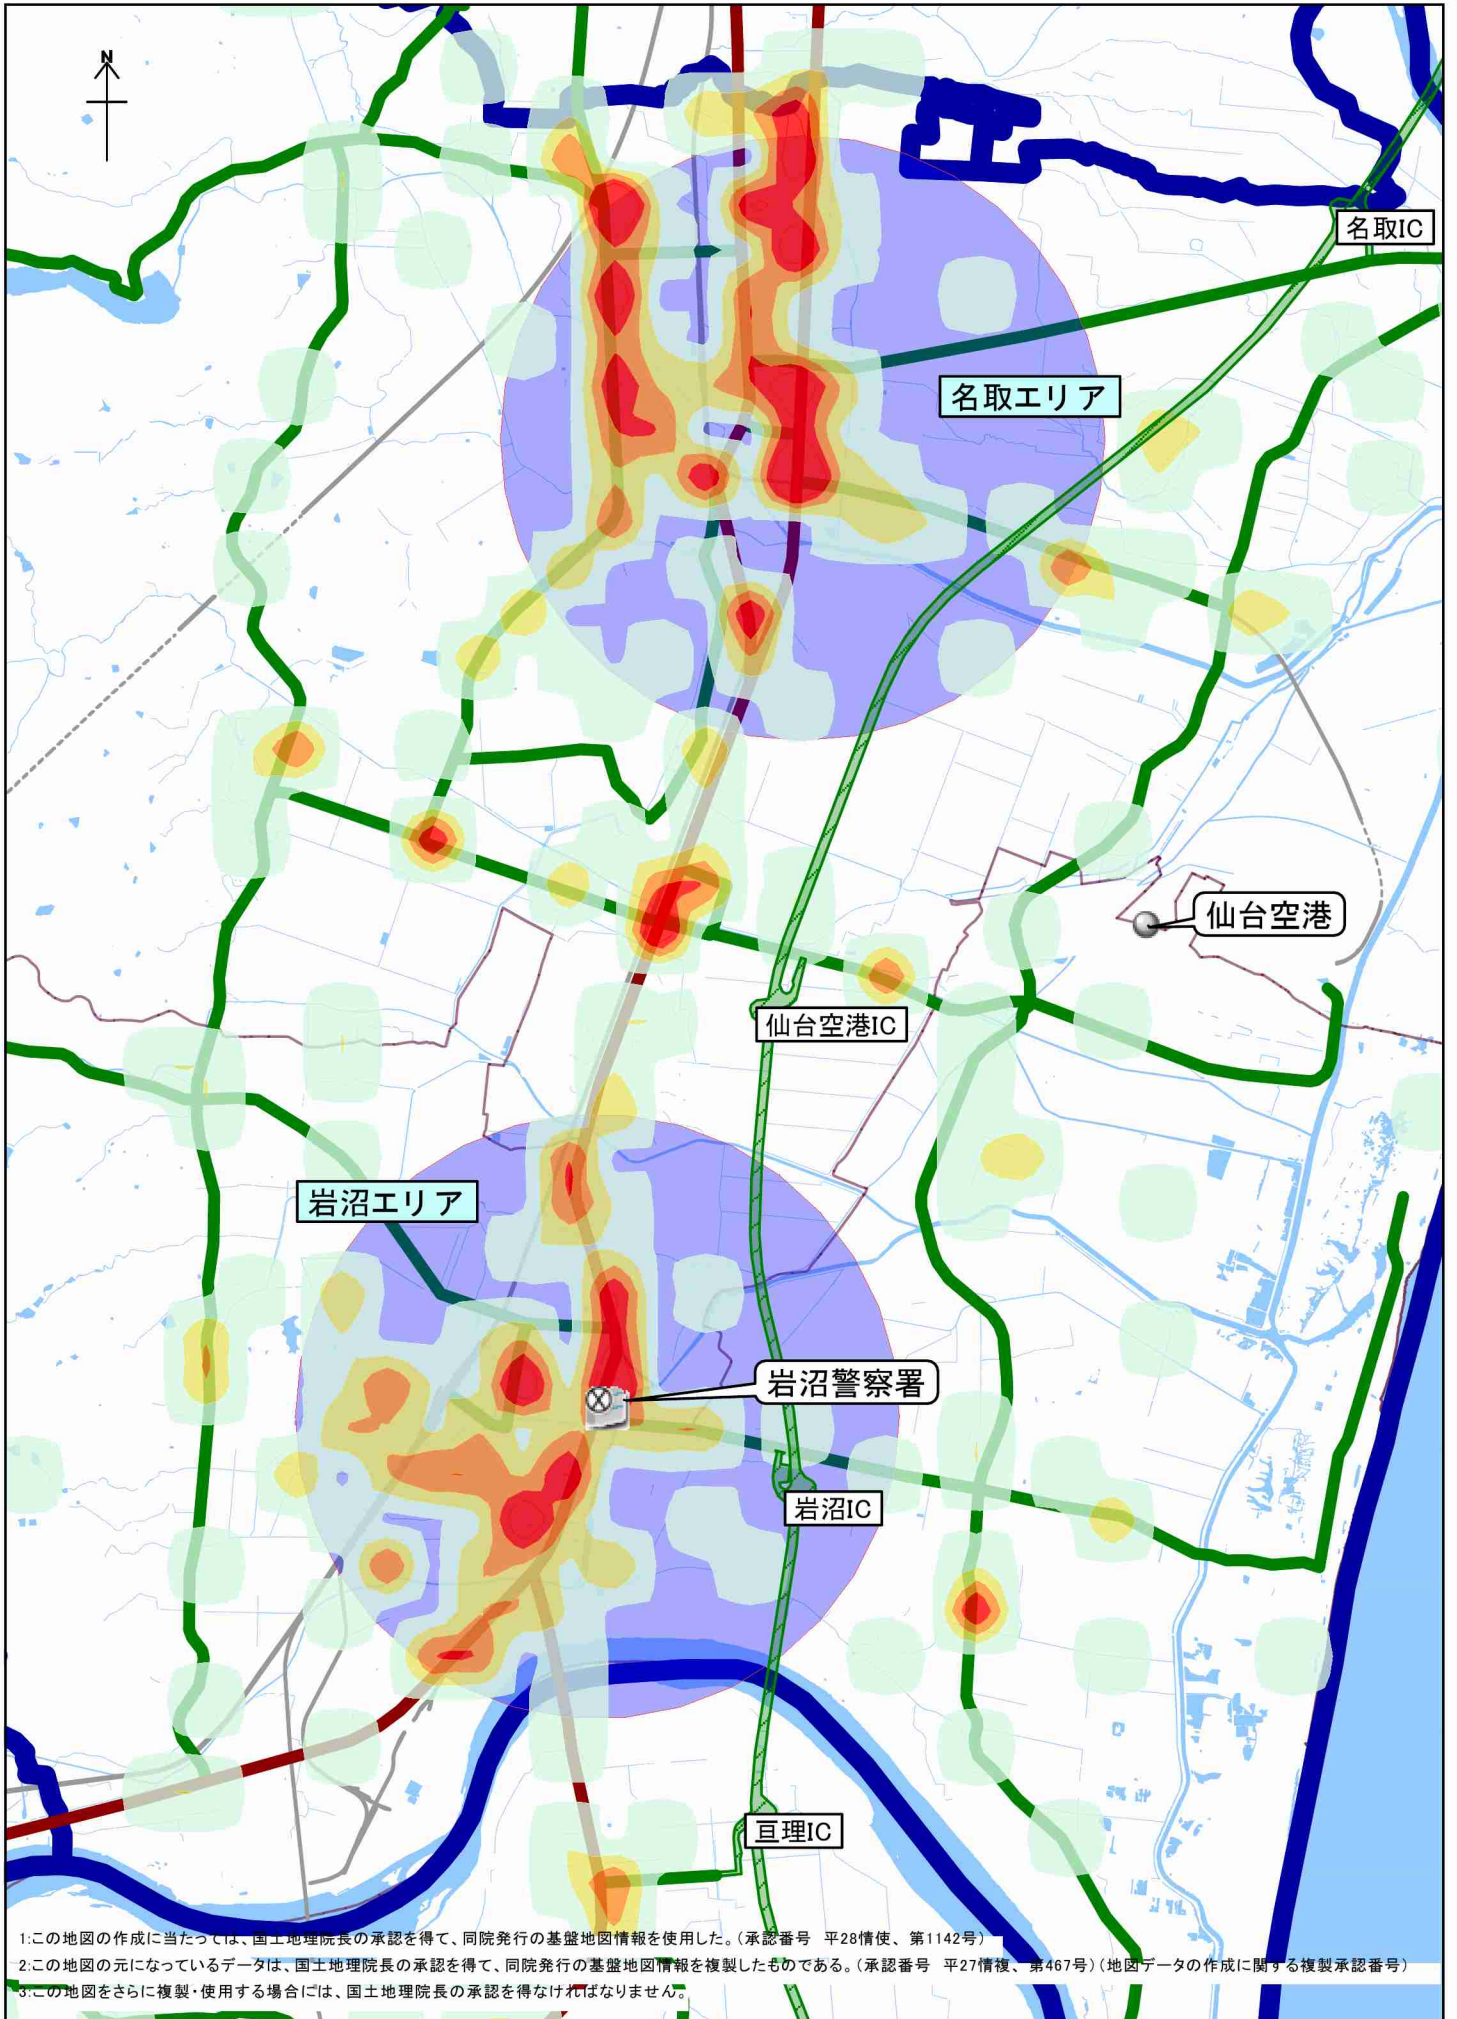 N
名取IC
名取エリア
仙台空港
仙台空港IC
岩沼エリア
岩沼警察署
岩沼IC
亘理IC
1:この地図の作成に当たっては、国土地理院長の承認を得て、同院発行の基盤地図情報を使用した。(承認番号 平28情使、第1142号)
2:この地図の元になっているデータは、国土地理院長の承認を得て、同院発行の基盤地図情報を複製したものである。(承認番号 平27情複、第467号)(地図データの作成に関する複製承認番号)
3:この地図をさらに複製・使用する場合には、国土地理院長の承認を得なければなりません。